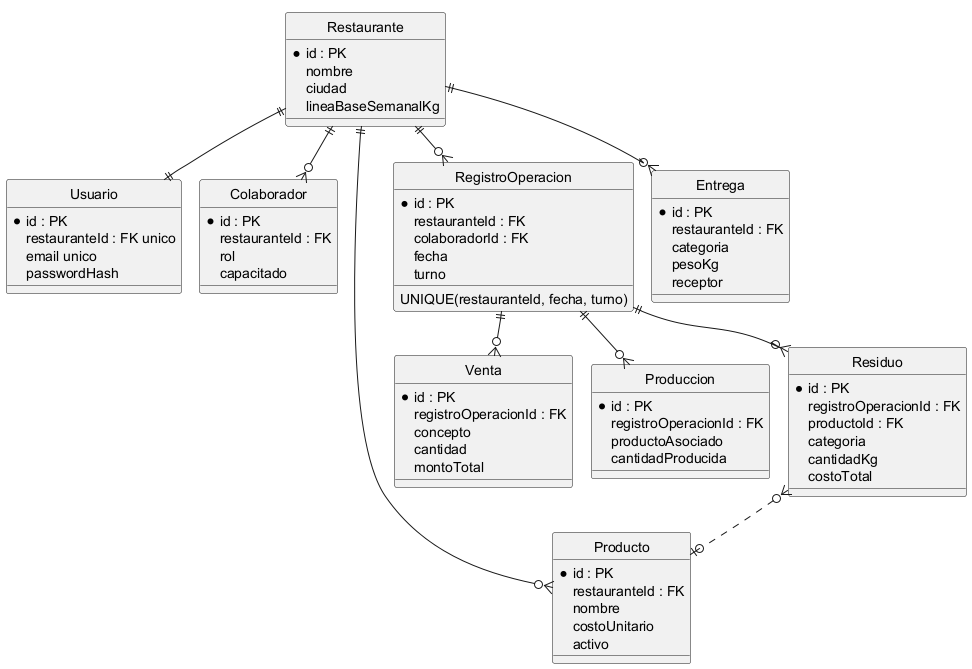 Restaurante
id : PK
nombre
ciudad
lineaBaseSemanalKg
Usuario
id : PK
restauranteId : FK unico
email unico
passwordHash
Colaborador
id : PK
restauranteId : FK
rol
capacitado
RegistroOperacion
id : PK
restauranteId : FK
colaboradorId : FK
fecha
turno
UNIQUE(restauranteId, fecha, turno)
Entrega
id : PK
restauranteId : FK
categoria
pesoKg
receptor
Venta
id : PK
registroOperacionId : FK
concepto
cantidad
montoTotal
Produccion
id : PK
registroOperacionId : FK
productoAsociado
cantidadProducida
Residuo
id : PK
registroOperacionId : FK
productoId : FK
categoria
cantidadKg
costoTotal
Producto
id : PK
restauranteId : FK
nombre
costoUnitario
activo